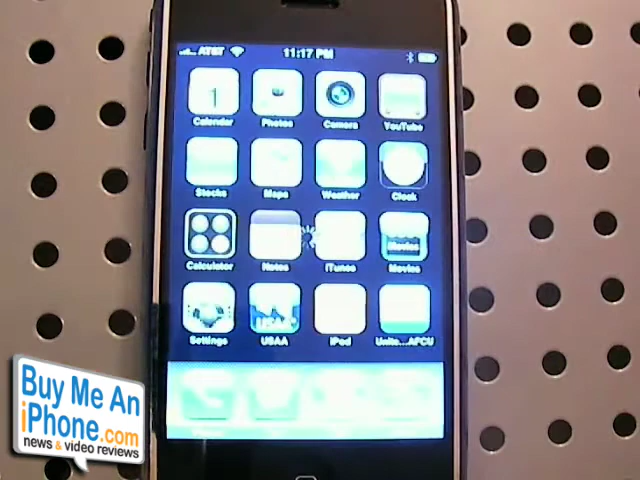 AT&T 11:17 PM
Calendar Photos Camera YouTube
Stocks Maps Weather Clock
Calculator Notes iTunes Movies
Settings USAA iPod Unite...AFCU
Buy Me An
iPhone.com
news & video reviews